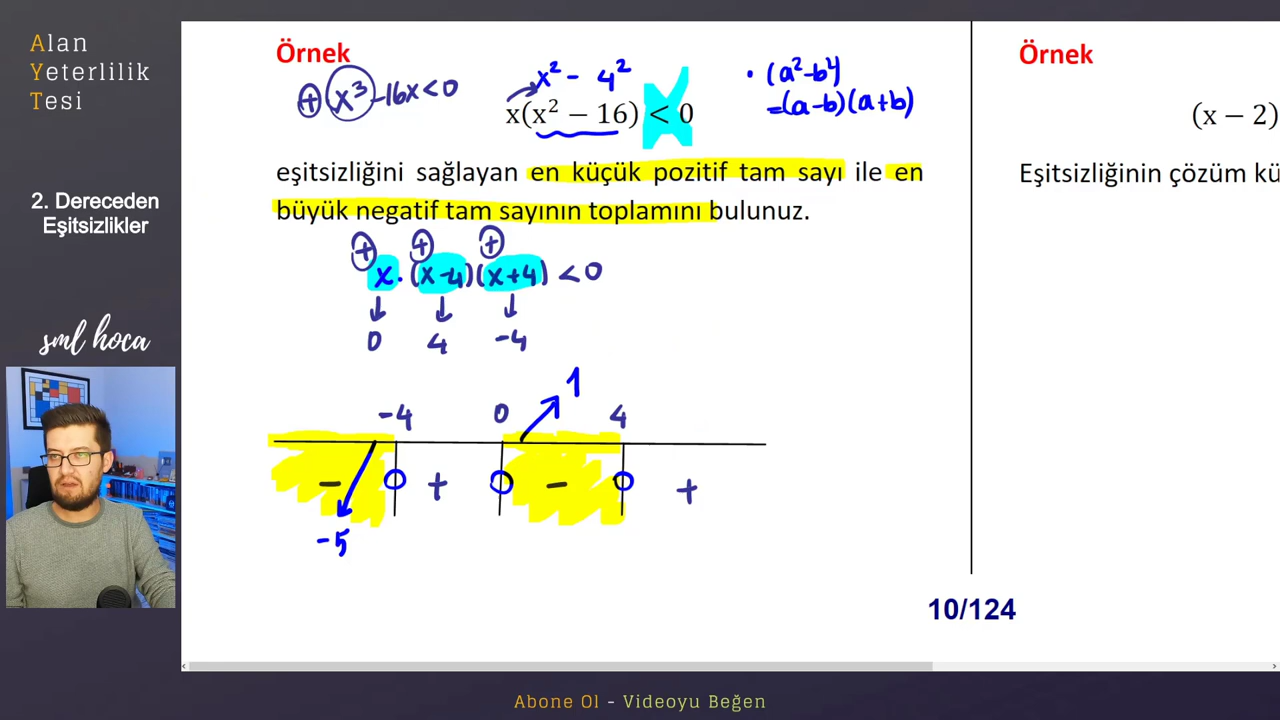 Alan
Yeterlilik
Testi
2. Dereceden
Eşitsizlikler
sml hoca
Örnek
+ x³ -16x<0
x² - 4²
x(x² − 16) < 0
• (a²-b²)
=(a-b)(a+b)
eşitsizliğini sağlayan en küçük pozitif tam sayı ile en
büyük negatif tam sayının toplamını bulunuz.
+ + +
x.(x-4)(x+4) <0
0 4 -4
1
-4 0 4
- + - +
-5
10/124
Örnek
(x − 2)
Eşitsizliğinin çözüm kü
Abone Ol - Videoyu Beğen